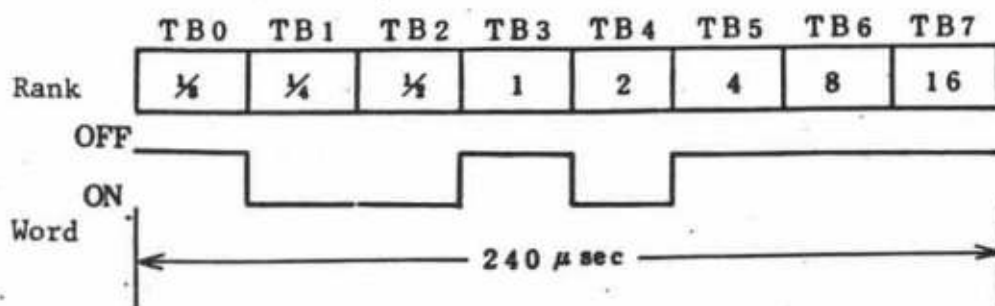 TB0 TB1 TB2 TB3 TB4 TB5 TB6 TB7
Rank ⅛ ¼ ½ 1 2 4 8 16
OFF
ON
Word
240 μsec